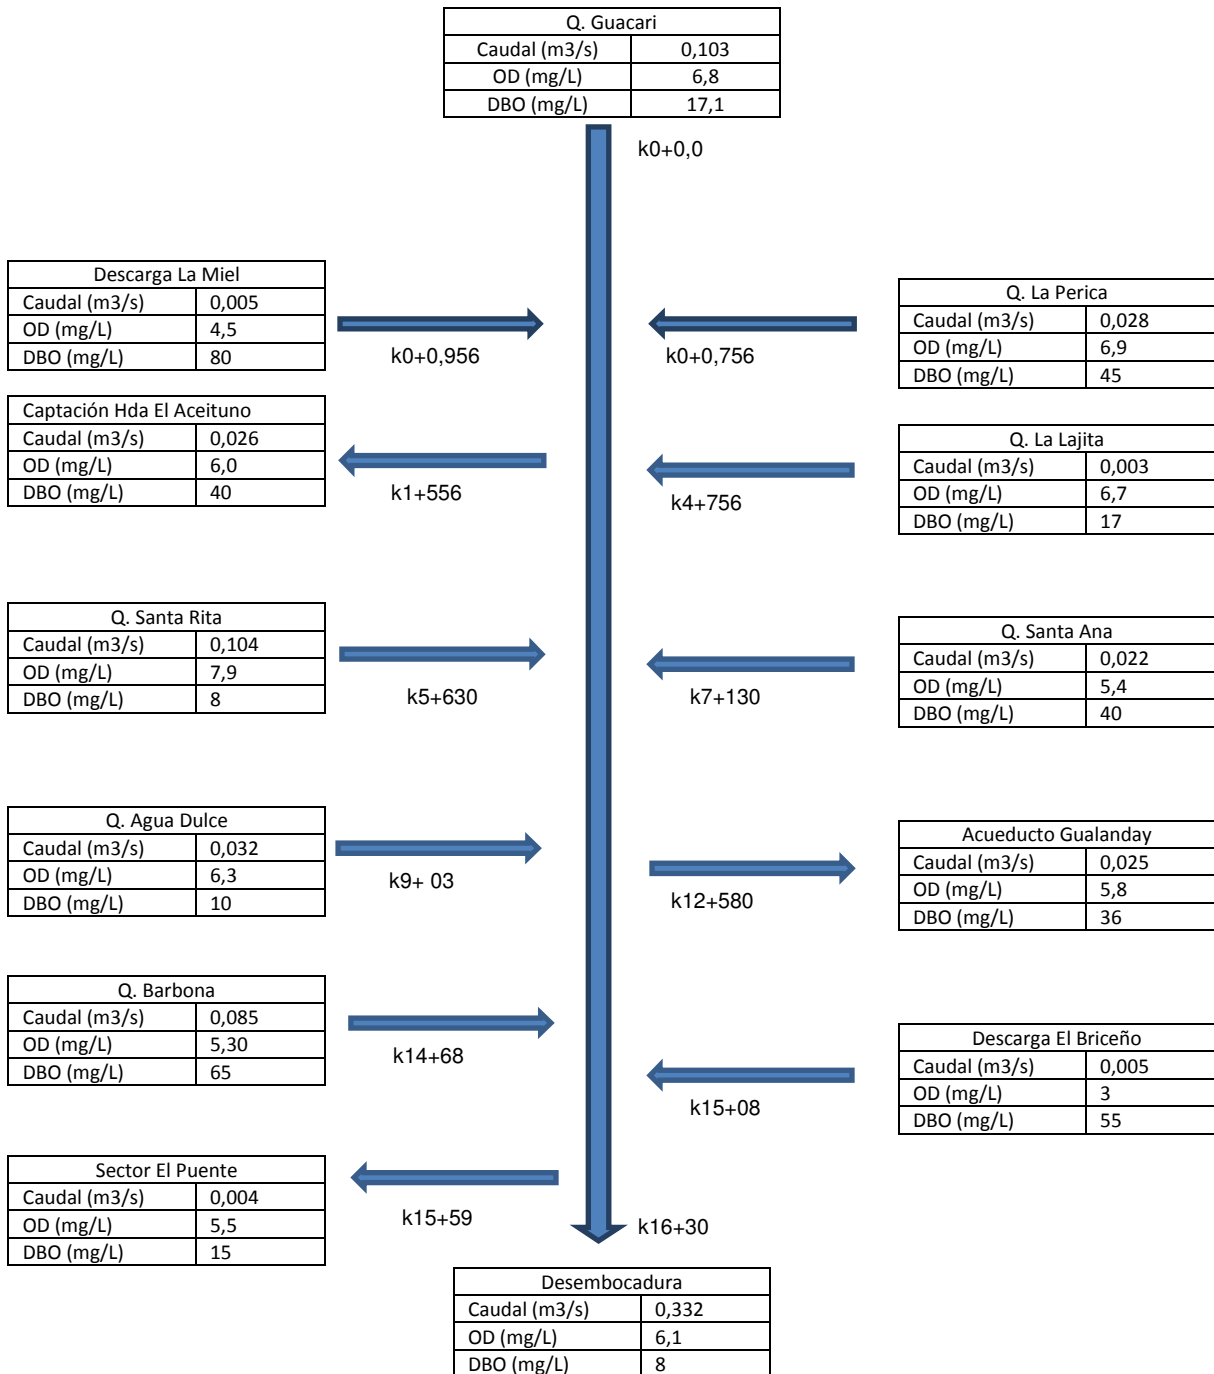 Q. Guacari
Caudal (m3/s) 0,103
OD (mg/L) 6,8
DBO (mg/L) 17,1
k0+0,0
Descarga La Miel
Caudal (m3/s) 0,005
OD (mg/L) 4,5
DBO (mg/L) 80
k0+0,956
Q. La Perica
Caudal (m3/s) 0,028
OD (mg/L) 6,9
DBO (mg/L) 45
k0+0,756
Captación Hda El Aceituno
Caudal (m3/s) 0,026
OD (mg/L) 6,0
DBO (mg/L) 40
k1+556
Q. La Lajita
Caudal (m3/s) 0,003
OD (mg/L) 6,7
DBO (mg/L) 17
k4+756
Q. Santa Rita
Caudal (m3/s) 0,104
OD (mg/L) 7,9
DBO (mg/L) 8
k5+630
Q. Santa Ana
Caudal (m3/s) 0,022
OD (mg/L) 5,4
DBO (mg/L) 40
k7+130
Q. Agua Dulce
Caudal (m3/s) 0,032
OD (mg/L) 6,3
DBO (mg/L) 10
k9+ 03
Acueducto Gualanday
Caudal (m3/s) 0,025
OD (mg/L) 5,8
DBO (mg/L) 36
k12+580
Q. Barbona
Caudal (m3/s) 0,085
OD (mg/L) 5,30
DBO (mg/L) 65
k14+68
Descarga El Briceño
Caudal (m3/s) 0,005
OD (mg/L) 3
DBO (mg/L) 55
k15+08
Sector El Puente
Caudal (m3/s) 0,004
OD (mg/L) 5,5
DBO (mg/L) 15
k15+59
k16+30
Desembocadura
Caudal (m3/s) 0,332
OD (mg/L) 6,1
DBO (mg/L) 8